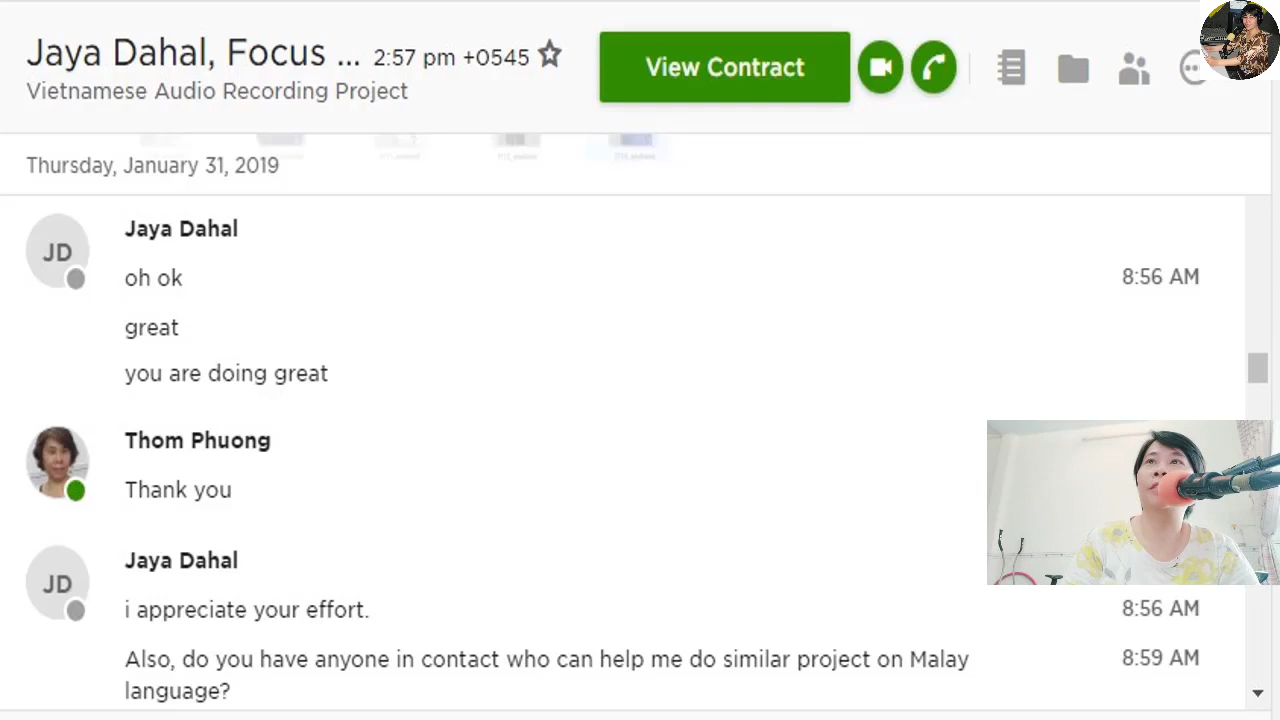 Jaya Dahal, Focus ... 2:57 pm +0545
View Contract
Vietnamese Audio Recording Project
Thursday, January 31, 2019
JD
Jaya Dahal
oh ok 8:56 AM
great
you are doing great
Thom Phuong
Thank you
JD
Jaya Dahal
i appreciate your effort. 8:56 AM
Also, do you have anyone in contact who can help me do similar project on Malay 8:59 AM
language?